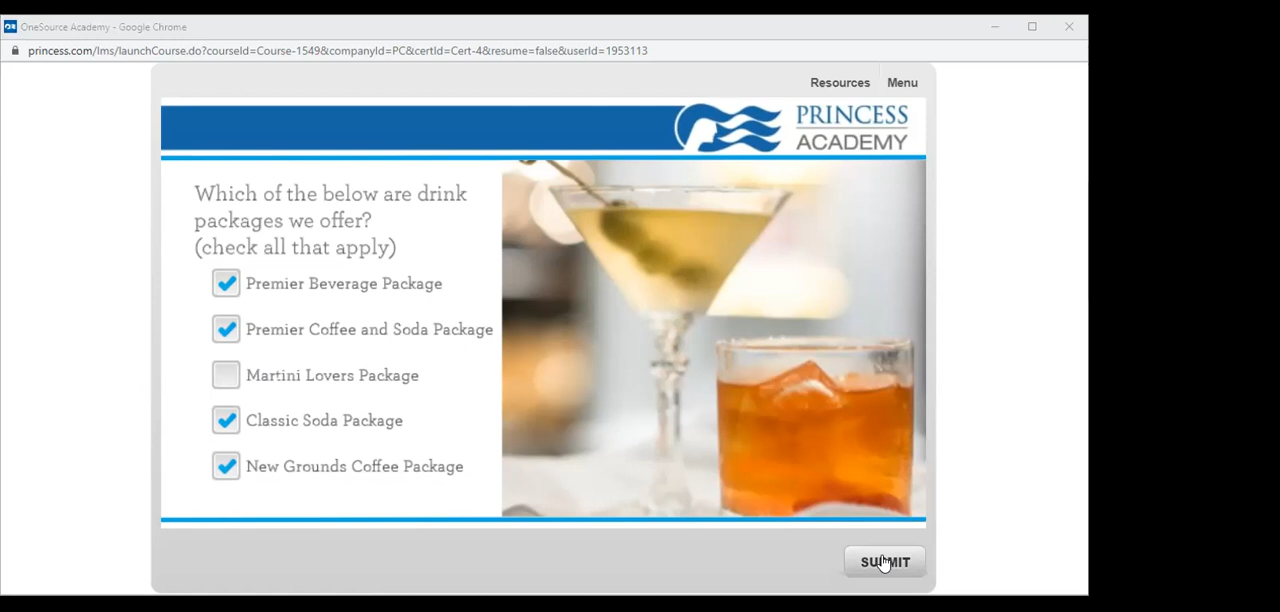 OneSource Academy - Google Chrome
princess.com/lms/launchCourse.do?courseId=Course-1549&companyId=PC&certId=Cert-4&resume=false&userId=1953113
Resources Menu
PRINCESS
ACADEMY
Which of the below are drink
packages we offer?
(check all that apply)
Premier Beverage Package
Premier Coffee and Soda Package
Martini Lovers Package
Classic Soda Package
New Grounds Coffee Package
SUBMIT